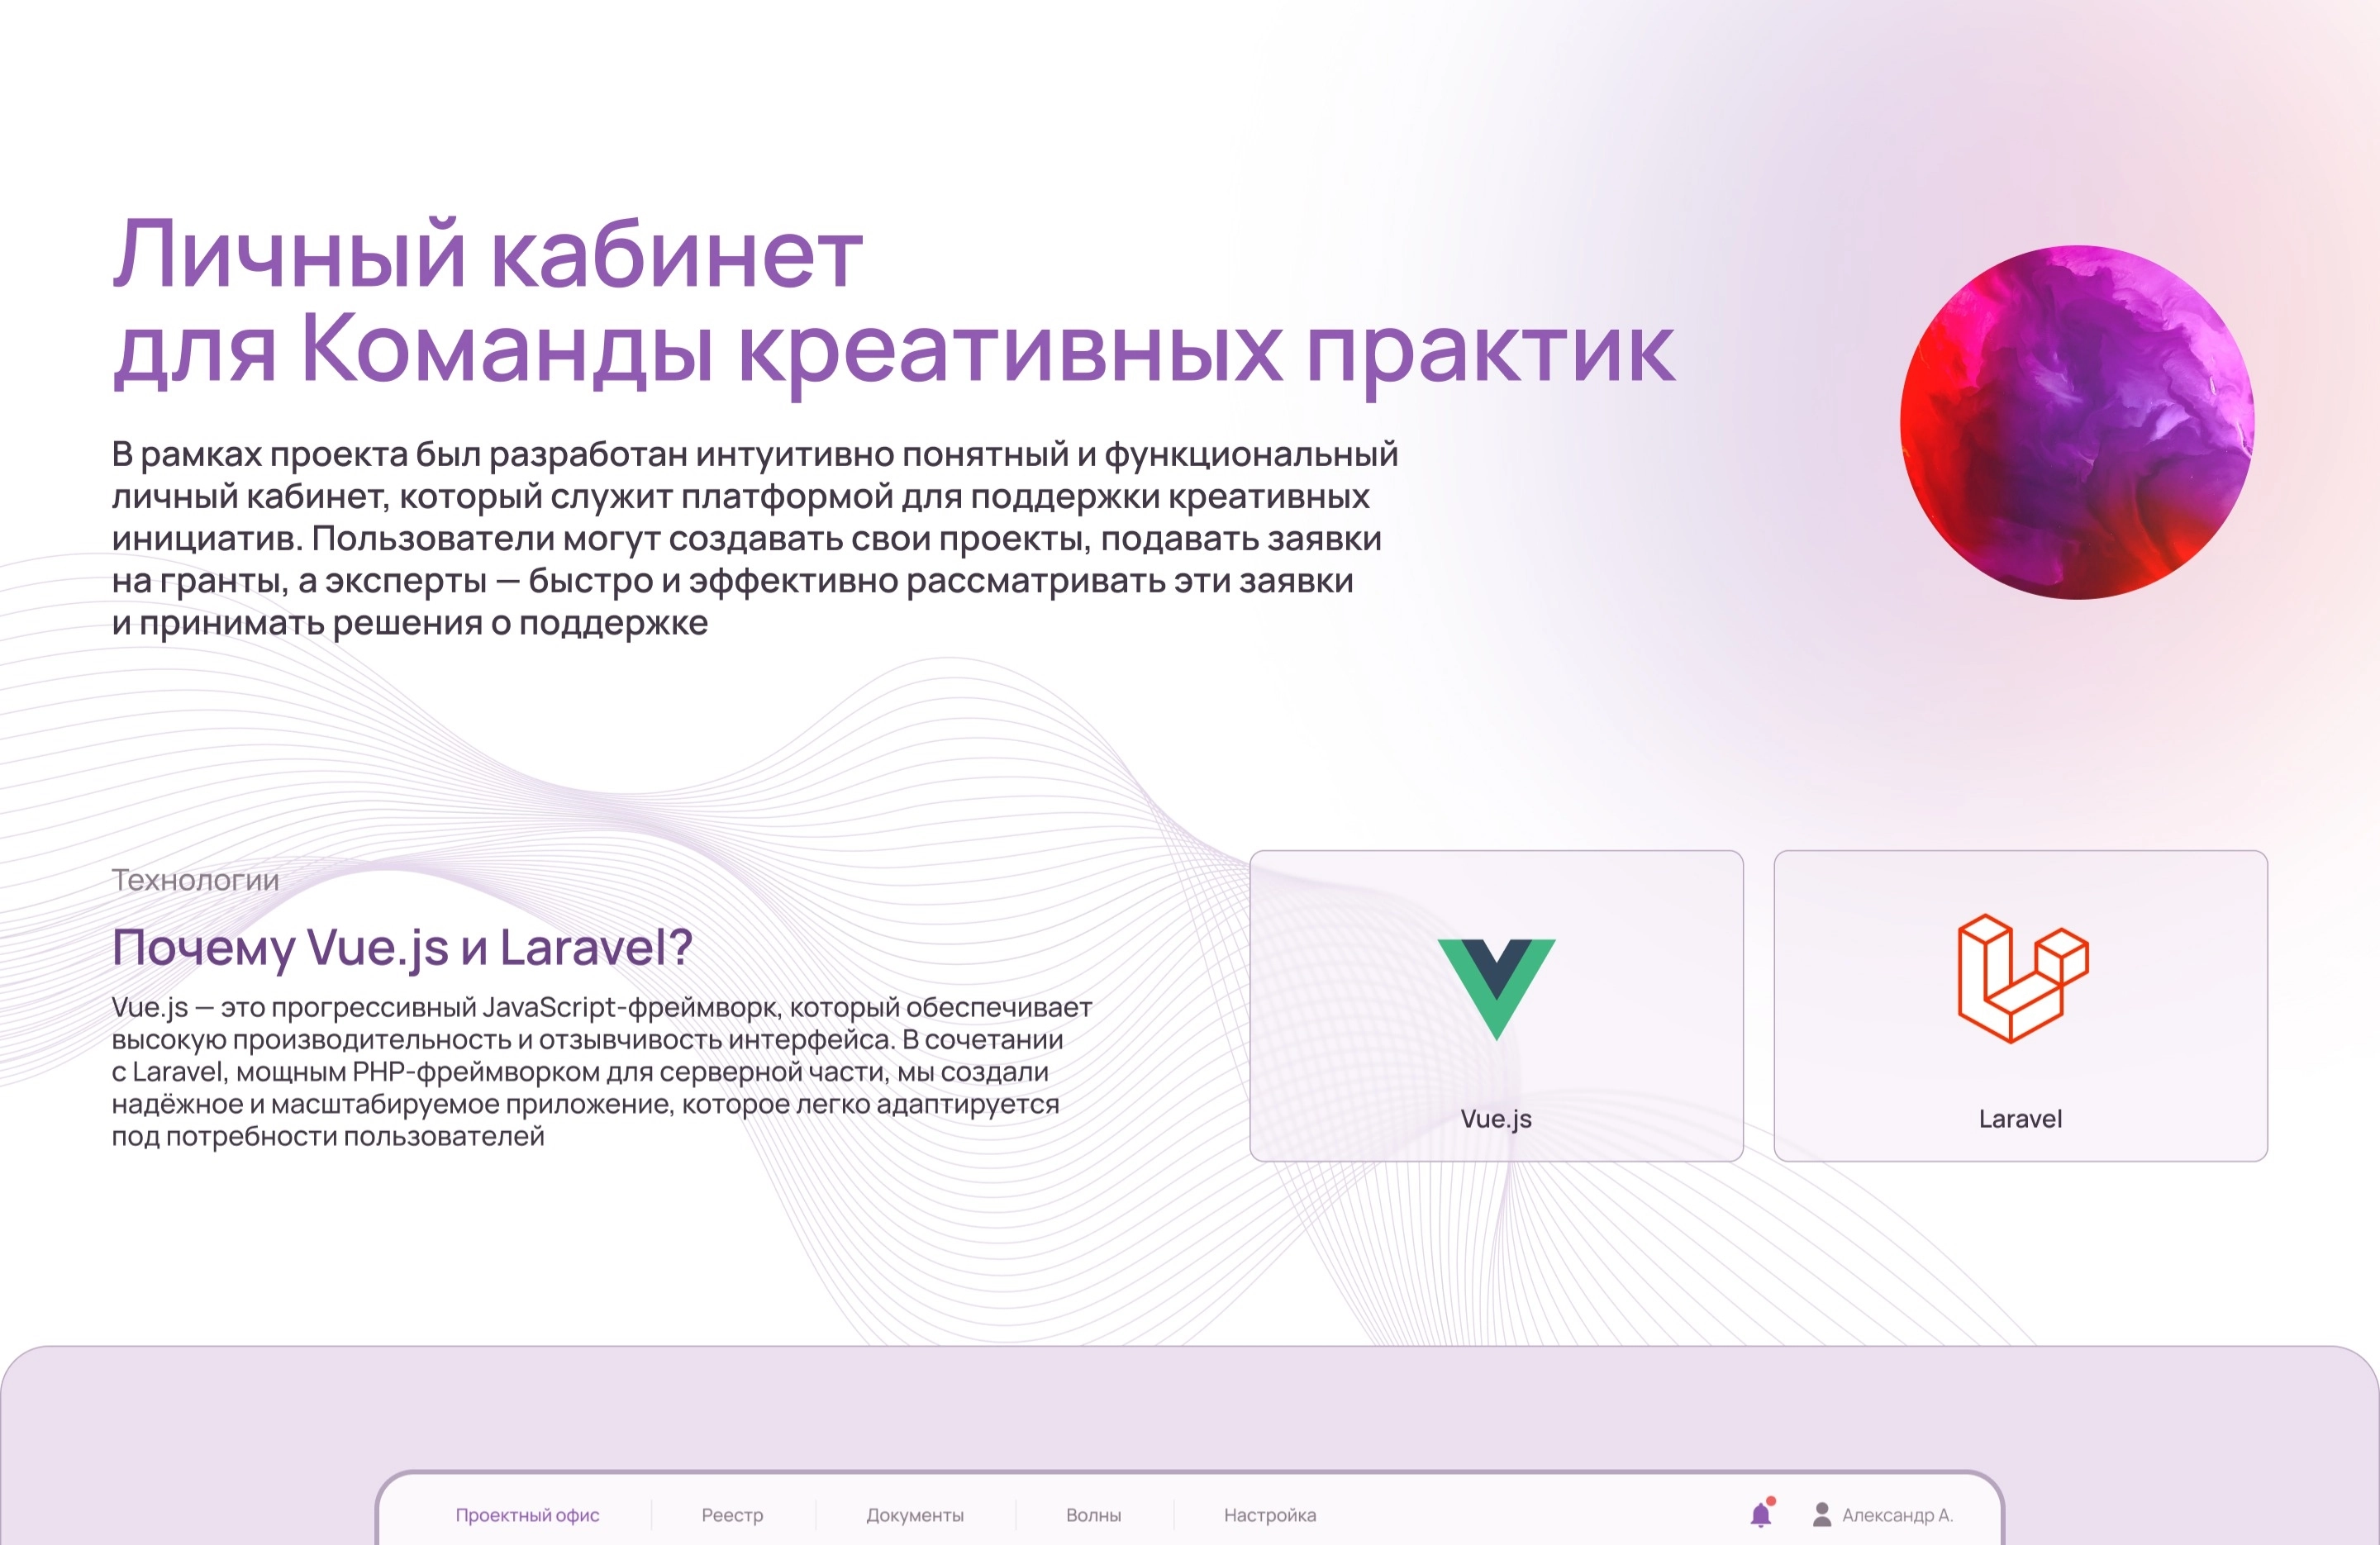 Личный кабинет
для Команды креативных практик
В рамках проекта был разработан интуитивно понятный и функциональный
личный кабинет, который служит платформой для поддержки креативных
инициатив. Пользователи могут создавать свои проекты, подавать заявки
на гранты, а эксперты — быстро и эффективно рассматривать эти заявки
и принимать решения о поддержке
Технологии
Почему Vue.js и Laravel?
Vue.js — это прогрессивный JavaScript-фреймворк, который обеспечивает
высокую производительность и отзывчивость интерфейса. В сочетании
с Laravel, мощным PHP-фреймворком для серверной части, мы создали
надёжное и масштабируемое приложение, которое легко адаптируется
под потребности пользователей
Vue.js
Laravel
Проектный офис
Реестр
Документы
Волны
Настройка
Александр А.